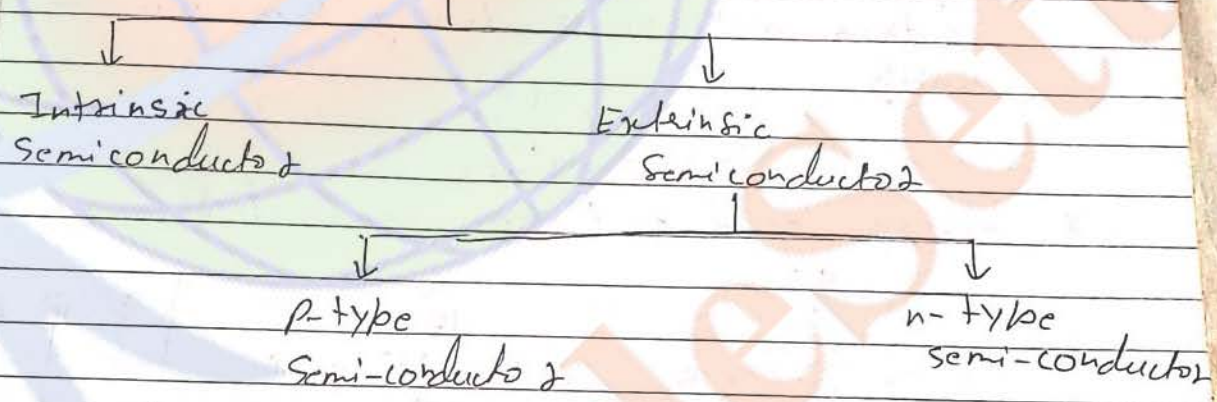 Intrinsic
Semiconductor
Extrinsic
Semiconductor
p-type
Semi-conductor
n-type
semi-conductor